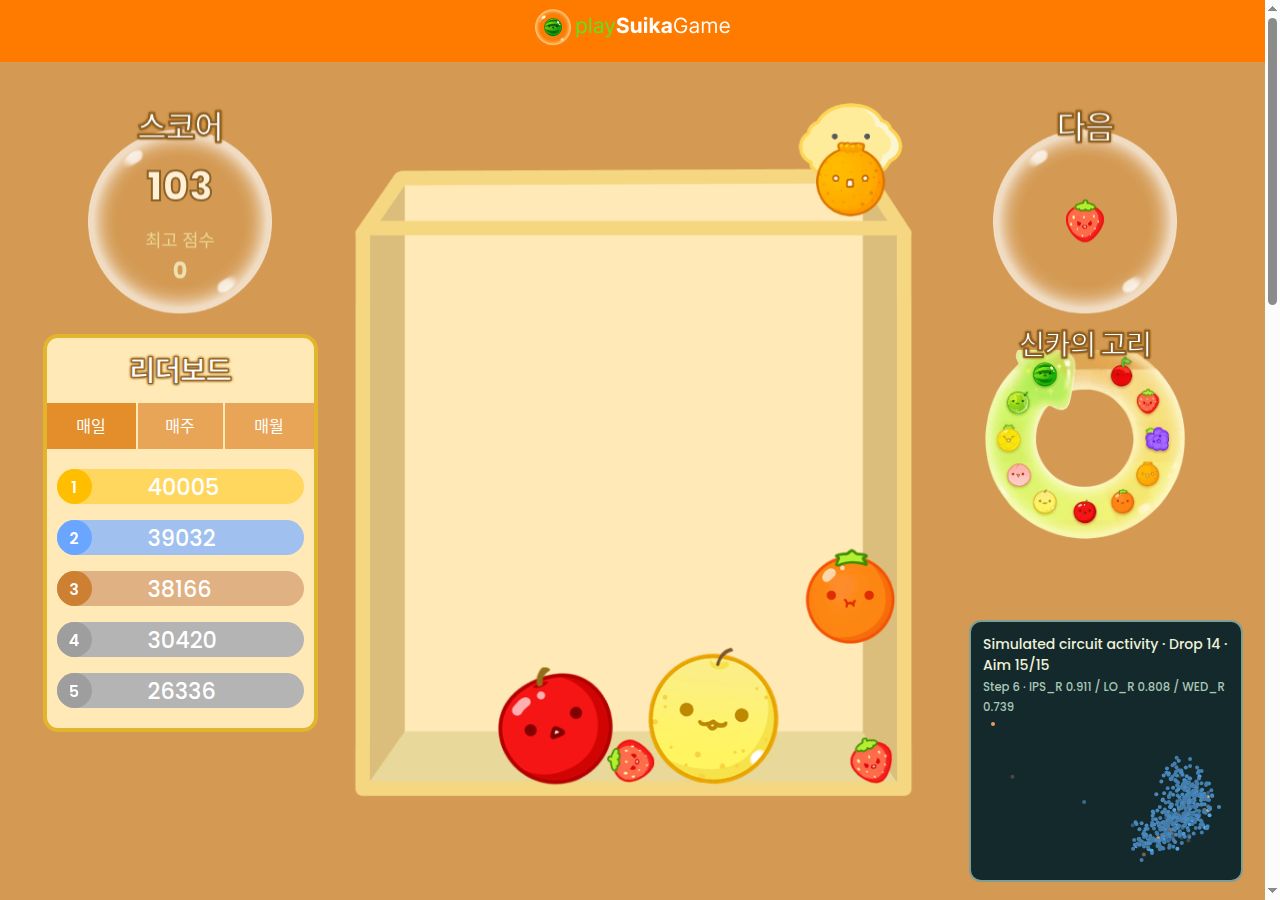 playSuikaGame
스코어
103
최고 점수
0
다음
신카의 고리
리더보드
매일 매주 매월
1 40005
2 39032
3 38166
4 30420
5 26336
Simulated circuit activity · Drop 14 ·
Aim 15/15
Step 6 · IPS_R 0.911 / LO_R 0.808 / WED_R
0.739